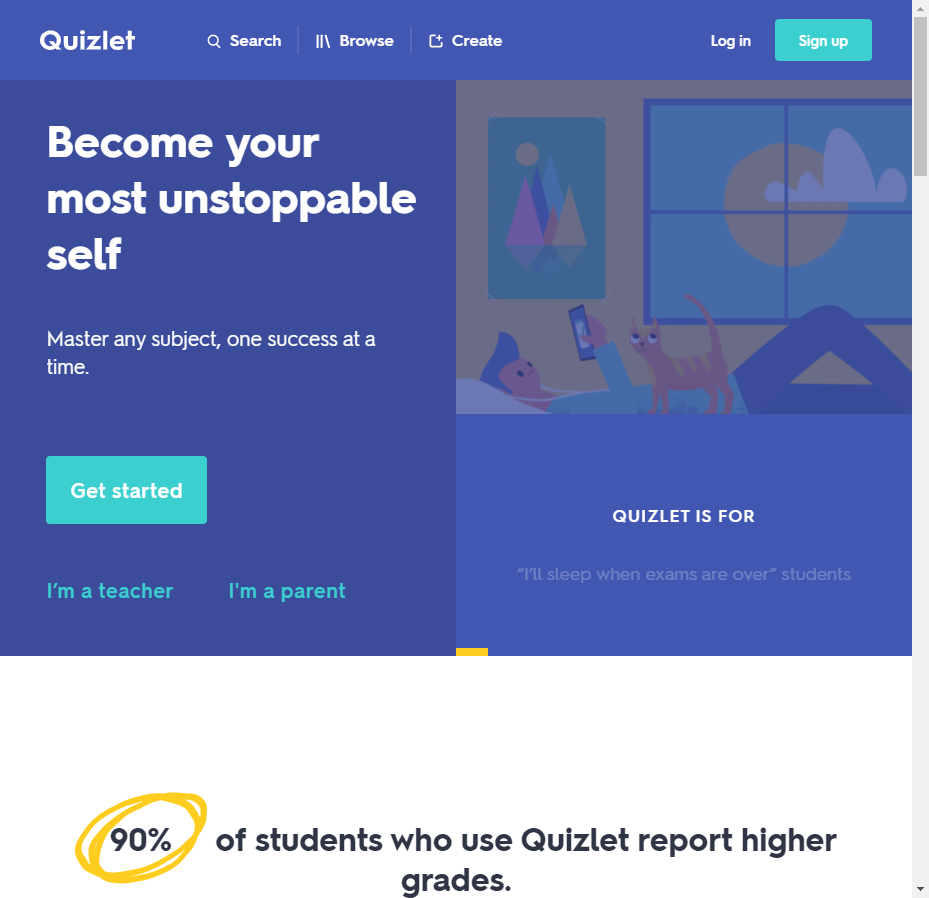 Quizlet
Search
Browse
Create
Log in
Sign up
Become your
most unstoppable
self
Master any subject, one success at a
time.
Get started
I’m a teacher
I'm a parent
QUIZLET IS FOR
“I’ll sleep when exams are over” students
90% of students who use Quizlet report higher
grades.